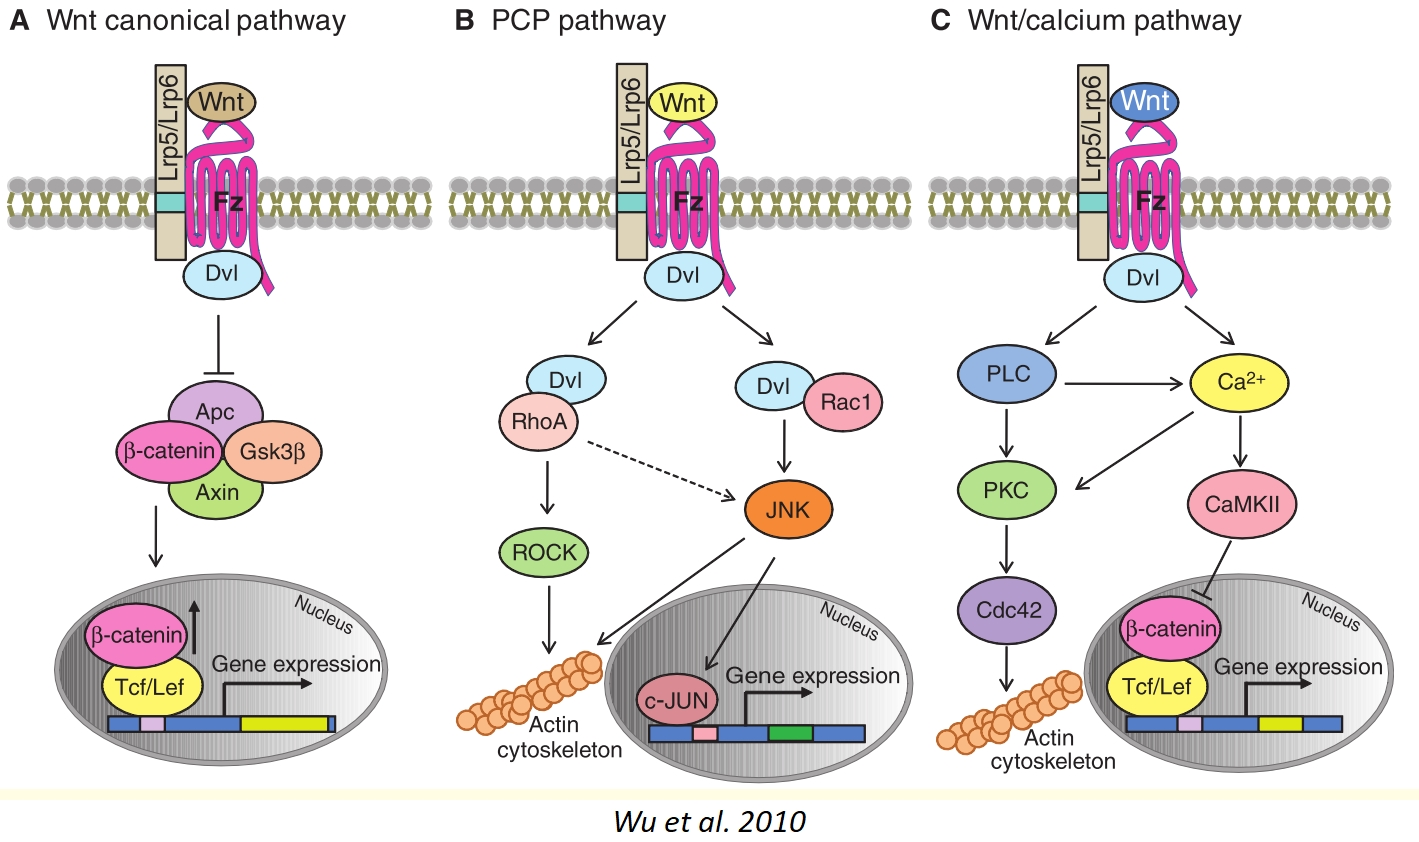 A Wnt canonical pathway
Lrp5/Lrp6
Wnt
Fz
Dvl
Apc
β-catenin
Gsk3β
Axin
Nucleus
β-catenin
Tcf/Lef
Gene expression
B PCP pathway
Lrp5/Lrp6
Wnt
Fz
Dvl
Dvl
RhoA
Dvl
Rac1
JNK
ROCK
Actin
cytoskeleton
Nucleus
c-JUN
Gene expression
C Wnt/calcium pathway
Lrp5/Lrp6
Wnt
Fz
Dvl
PLC
Ca2+
PKC
CaMKII
Cdc42
Actin
cytoskeleton
Nucleus
β-catenin
Tcf/Lef
Gene expression
Wu et al. 2010